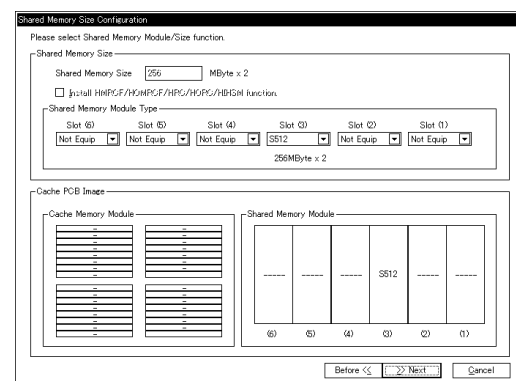 Shared Memory Size Configuration
Please select Shared Memory Module/Size function.
Shared Memory Size
Shared Memory Size 256 MByte x 2
Install HMRCF/HOMRCF/HRC/HORC/HIHSM function.
Shared Memory Module Type
Slot (6) Slot (5) Slot (4) Slot (3) Slot (2) Slot (1)
Not Equip Not Equip Not Equip S512 Not Equip Not Equip
256MByte x 2
Cache PCB Image
Cache Memory Module Shared Memory Module
----- ----- ----- S512 ----- -----
(6) (5) (4) (3) (2) (1)
Before << >> Next Cancel